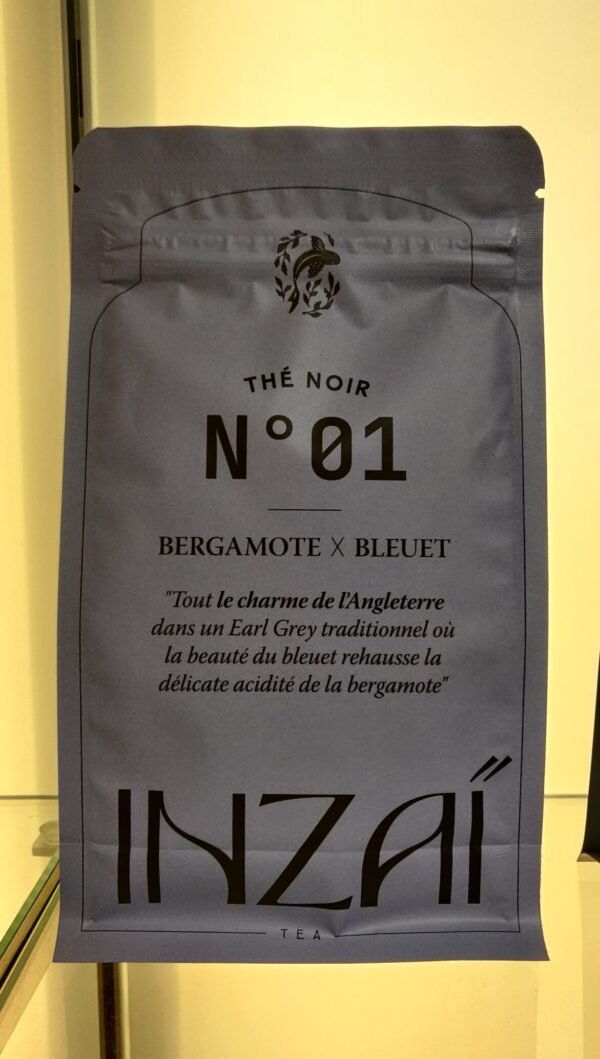 THÉ NOIR
N°01
BERGAMOTE X BLEUET
"Tout le charme de l'Angleterre
dans un Earl Grey traditionnel où
la beauté du bleuet rehausse la
délicate acidité de la bergamote"
INZAÏ
TEA